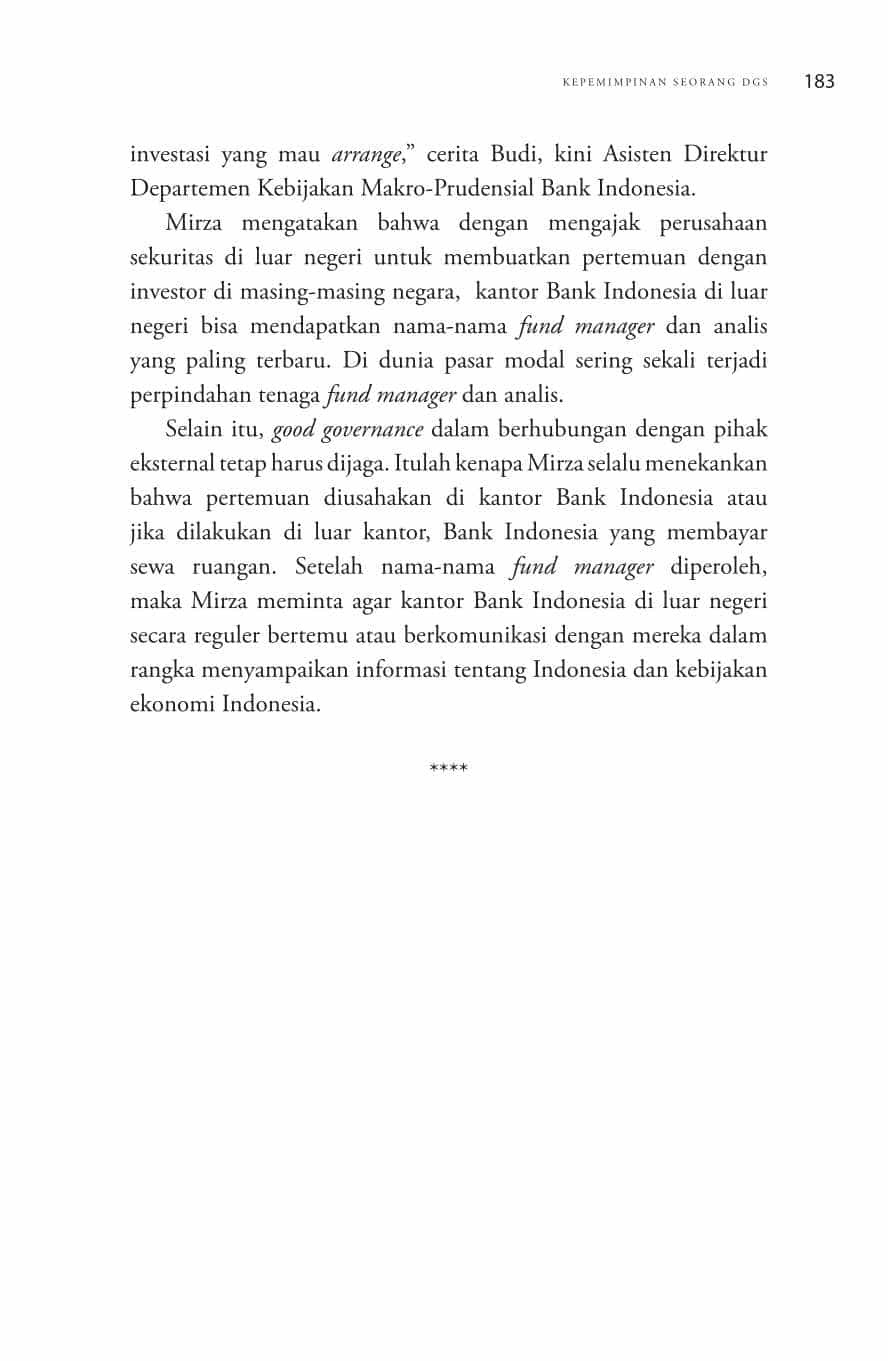 KEPEMIMPINAN SEORANG DGS 183
investasi yang mau arrange,” cerita Budi, kini Asisten Direktur
Departemen Kebijakan Makro-Prudensial Bank Indonesia.
Mirza mengatakan bahwa dengan mengajak perusahaan
sekuritas di luar negeri untuk membuatkan pertemuan dengan
investor di masing-masing negara,  kantor Bank Indonesia di luar
negeri bisa mendapatkan nama-nama fund manager dan analis
yang paling terbaru. Di dunia pasar modal sering sekali terjadi
perpindahan tenaga fund manager dan analis.
Selain itu, good governance dalam berhubungan dengan pihak
eksternal tetap harus dijaga. Itulah kenapa Mirza selalu menekankan
bahwa pertemuan diusahakan di kantor Bank Indonesia atau
jika dilakukan di luar kantor, Bank Indonesia yang membayar
sewa ruangan. Setelah nama-nama fund manager diperoleh,
maka Mirza meminta agar kantor Bank Indonesia di luar negeri
secara reguler bertemu atau berkomunikasi dengan mereka dalam
rangka menyampaikan informasi tentang Indonesia dan kebijakan
ekonomi Indonesia.
****